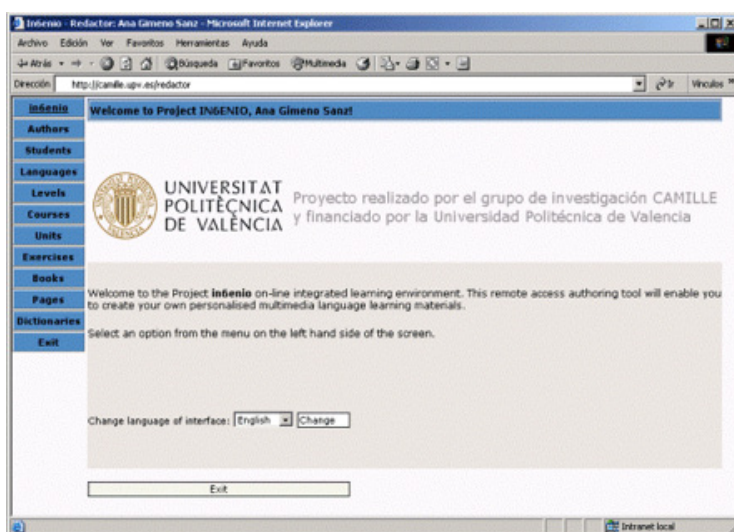 InGenio - Redactor: Ana Gimeno Sanz - Microsoft Internet Explorer
Archivo Edición Ver Favoritos Herramientas Ayuda
Atrás Búsqueda Favoritos Multimedia
Dirección http://camille.upv.es/redactor Ir Vínculos
InGenio
Authors
Students
Languages
Levels
Courses
Units
Exercises
Books
Pages
Dictionaries
Exit
Welcome to Project INGENIO, Ana Gimeno Sanz!
UNIVERSITAT
POLITÈCNICA
DE VALÈNCIA
Proyecto realizado por el grupo de investigación CAMILLE
y financiado por la Universidad Politécnica de Valencia
Welcome to the Project inGenio on-line integrated learning environment. This remote access authoring tool will enable you
to create your own personalised multimedia language learning materials.
Select an option from the menu on the left hand side of the screen.
Change language of interface: English Change
Exit
Intranet local